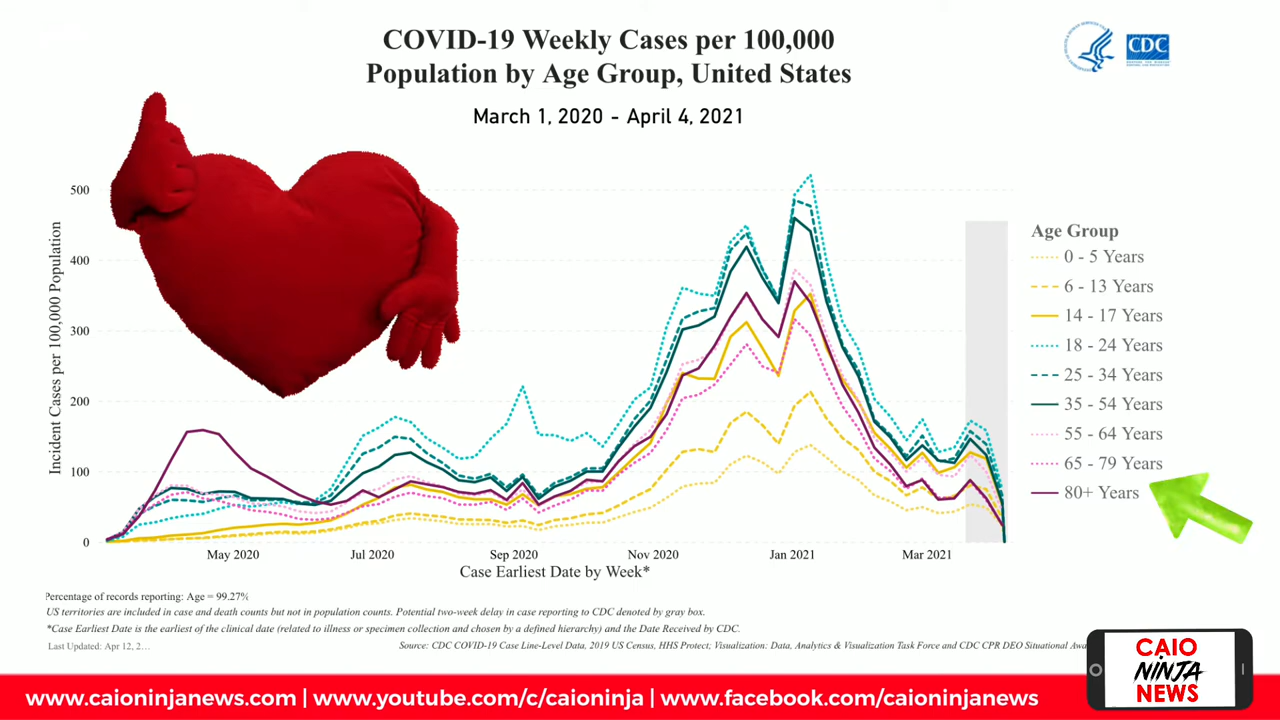 COVID-19 Weekly Cases per 100,000
Population by Age Group, United States
March 1, 2020 - April 4, 2021
CDC
Incident Cases per 100,000 Population
500
400
300
200
100
0
May 2020
Jul 2020
Sep 2020
Nov 2020
Jan 2021
Mar 2021
Case Earliest Date by Week*
Age Group
0 - 5 Years
6 - 13 Years
14 - 17 Years
18 - 24 Years
25 - 34 Years
35 - 54 Years
55 - 64 Years
65 - 79 Years
80+ Years
Percentage of records reporting: Age = 99.27%
US territories are included in case and death counts but not in population counts. Potential two-week delay in case reporting to CDC denoted by gray box.
*Case Earliest Date is the earliest of the clinical date (related to illness or specimen collection and chosen by a defined hierarchy) and the Date Received by CDC.
Last Updated: Apr 12, 2…
Source: CDC COVID-19 Case Line-Level Data, 2019 US Census, HHS Protect; Visualization: Data, Analytics & Visualization Task Force and CDC CPR DEO Situational Awa
www.caioninjanews.com | www.youtube.com/c/caioninja | www.facebook.com/caioninjanews
CAIO
NINJA
NEWS